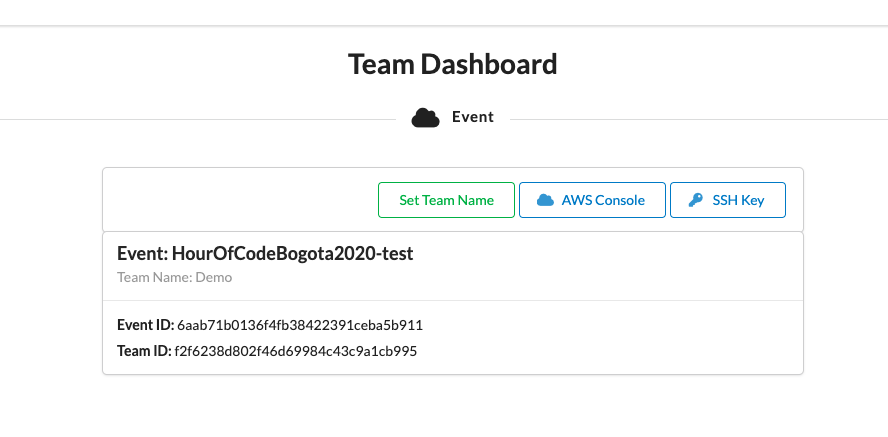 Team Dashboard
Event
Set Team Name AWS Console SSH Key
Event: HourOfCodeBogota2020-test
Team Name: Demo
Event ID: 6aab71b0136f4fb38422391ceba5b911
Team ID: f2f6238d802f46d69984c43c9a1cb995